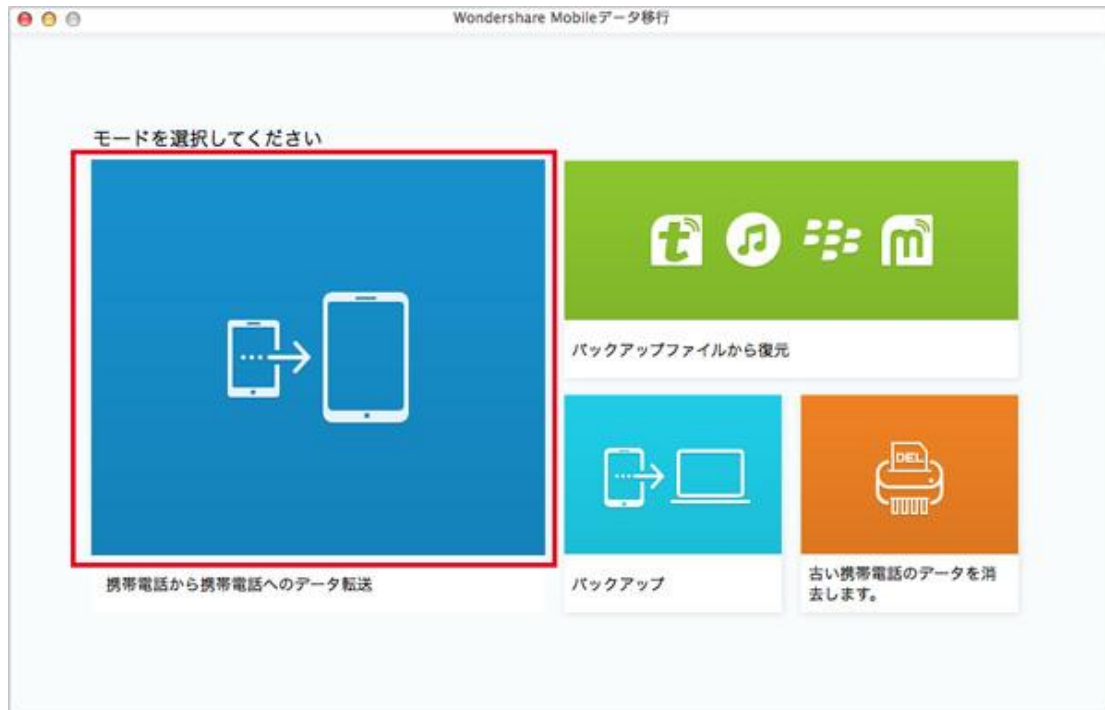 Wondershare Mobileデータ移行
モードを選択してください
バックアップファイルから復元
携帯電話から携帯電話へのデータ転送
バックアップ
DEL
古い携帯電話のデータを消
去します。